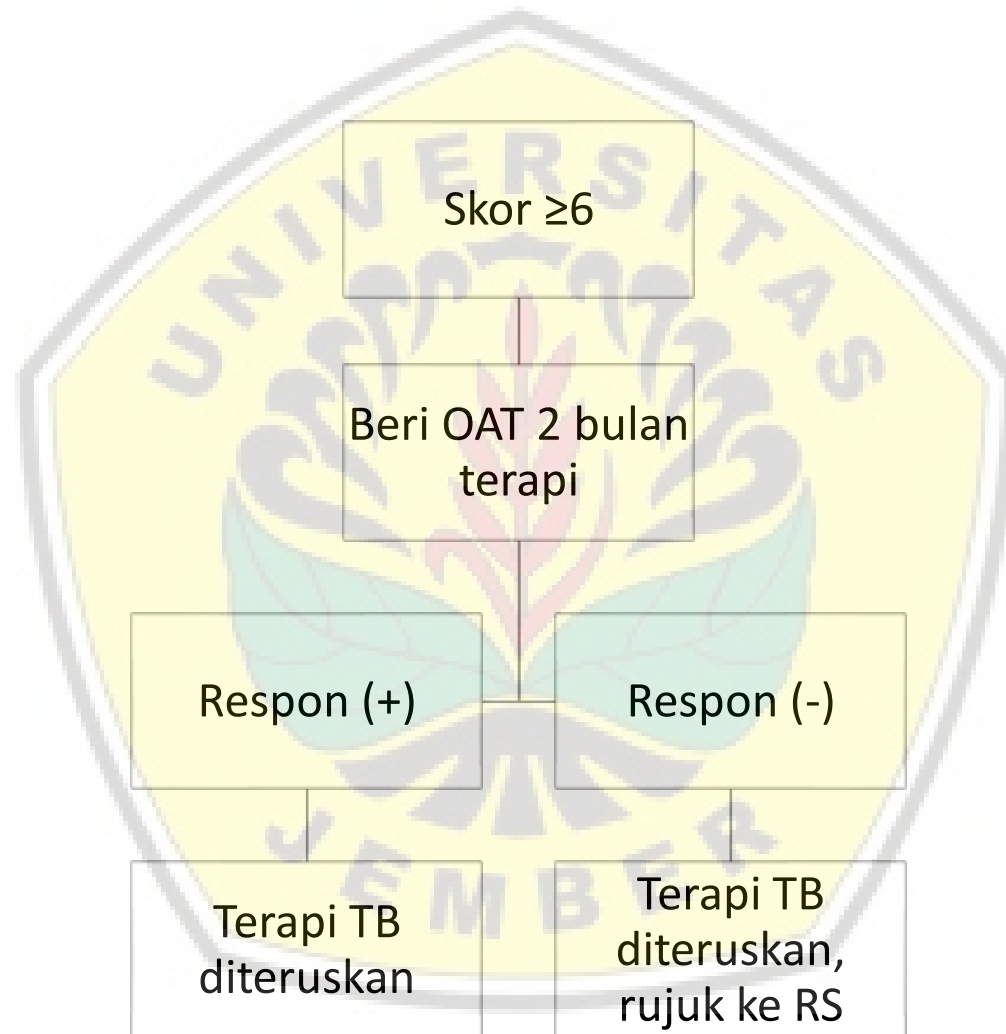 UNIVERSITAS
Skor ≥6
Beri OAT 2 bulan
terapi
Respon (+)
Respon (-)
Terapi TB
diteruskan
Terapi TB
diteruskan,
rujuk ke RS
JEMBER